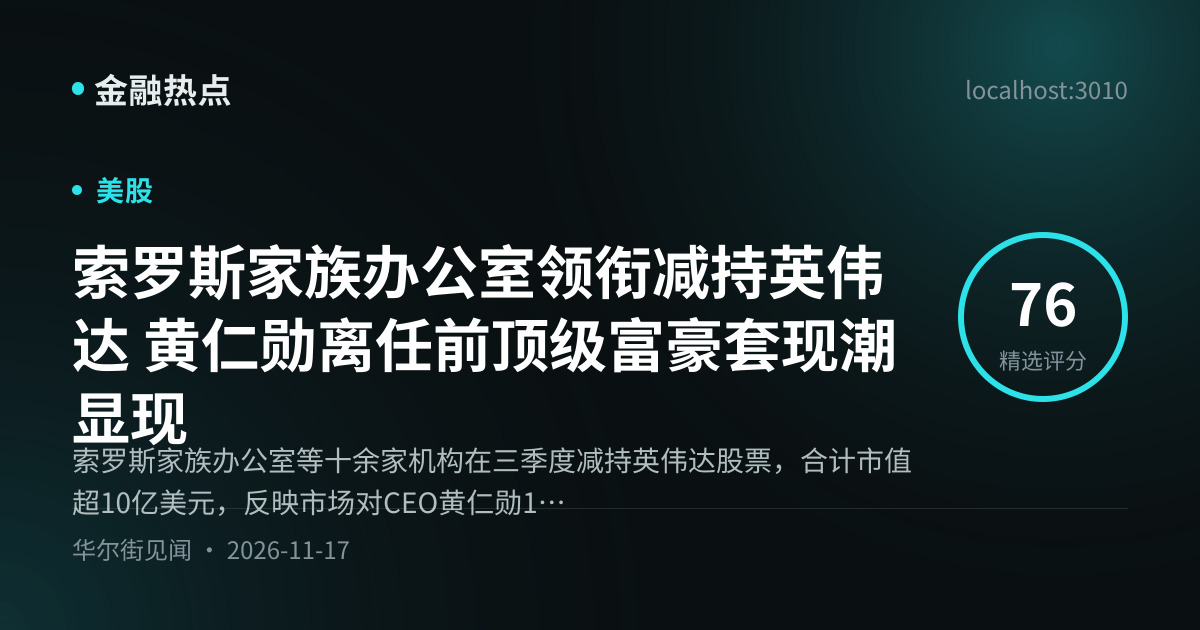 金融热点
localhost:3010
美股
索罗斯家族办公室领衔减持英伟
达 黄仁勋离任前顶级富豪套现潮
显现
76
精选评分
索罗斯家族办公室等十余家机构在三季度减持英伟达股票，合计市值
超10亿美元，反映市场对CEO黄仁勋1…
华尔街见闻 · 2026-11-17